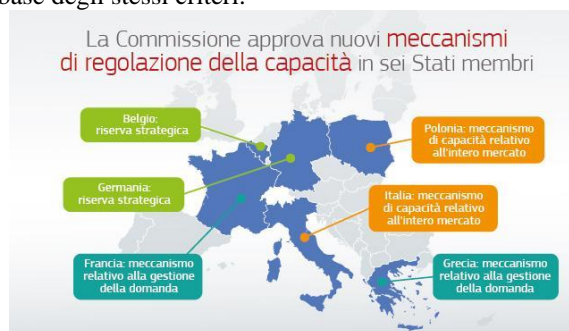 base degli stessi criteri.
La Commissione approva nuovi meccanismi
di regolazione della capacità in sei Stati membri
Belgio:
riserva strategica
Polonia: meccanismo
di capacità relativo
all'intero mercato
Germania:
riserva strategica
Italia: meccanismo
di capacità relativo
all'intero mercato
Francia: meccanismo
relativo alla gestione
della domanda
Grecia: meccanismo
relativo alla gestione
della domanda